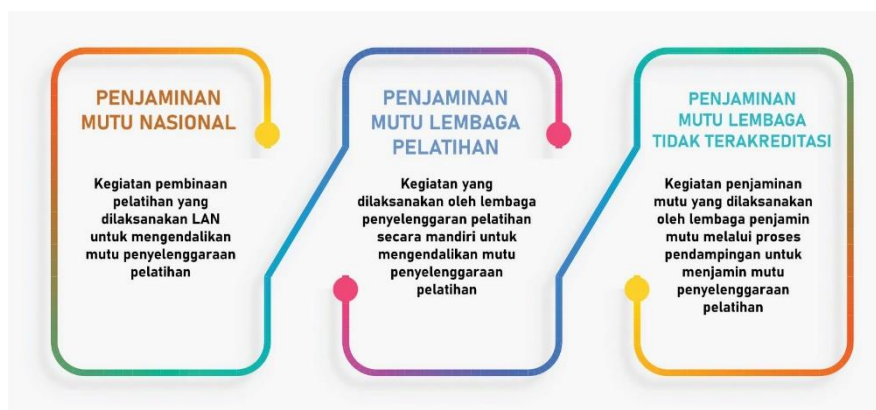 PENJAMINAN
MUTU NASIONAL
Kegiatan pembinaan
pelatihan yang
dilaksanakan LAN
untuk mengendalikan
mutu penyelenggaraan
pelatihan
PENJAMINAN
MUTU LEMBAGA
PELATIHAN
Kegiatan yang
dilaksanakan oleh lembaga
penyelenggaran pelatihan
secara mandiri untuk
mengendalikan mutu
penyelenggaraan
pelatihan
PENJAMINAN
MUTU LEMBAGA
TIDAK TERAKREDITASI
Kegiatan penjaminan
mutu yang dilaksanakan
oleh lembaga penjamin
mutu melalui proses
pendampingan untuk
menjamin mutu
penyelenggaraan
pelatihan